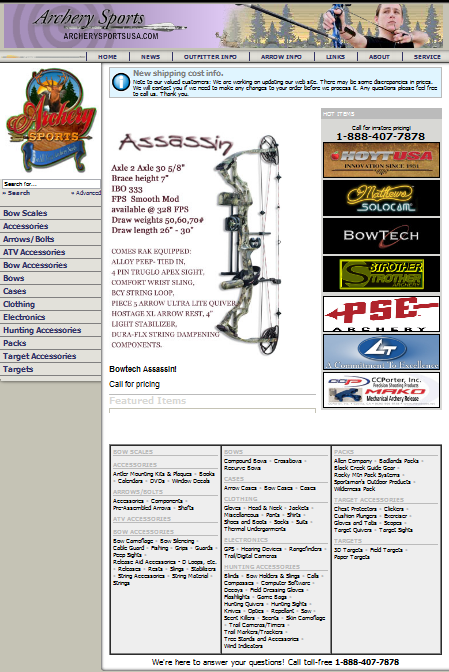 Archery Sports
ARCHERYSPORTSUSA.COM
HOME NEWS OUTFITTER INFO ARROW INFO LINKS ABOUT SERVICE
Archery
SPORTS
Search for...
» Search » Advanced
Bow Scales
Accessories
Arrows/Bolts
ATV Accessories
Bow Accessories
Bows
Cases
Clothing
Electronics
Hunting Accessories
Packs
Target Accessories
Targets
New shipping cost info.
Note to our valued customers: We are working on updating our web site. There may be some discrepancies in prices.
We will contact you if we need to make any changes to your order before we process it. Any questions please feel free
to call us. Thank you.
Assassin
Axle 2 Axle 30 5/8"
Brace height 7"
IBO 333
FPS Smooth Mod
available @ 328 FPS
Draw weights 50,60,70#
Draw length 26" - 30"
COMES RAK EQUIPPED:
ALLOY PEEP- TIED IN,
4 PIN TRUGLO APEX SIGHT,
COMFORT WRIST SLING,
BCY STRING LOOP,
PIECE 5 ARROW ULTRA LITE QUIVER
HOSTAGE XL ARROW REST, 4"
LIGHT STABILIZER,
DURA-FLX STRING DAMPENING
COMPONENTS.
Bowtech Assassin!
Call for pricing
Featured Items
HOT ITEMS
Call for instore pricing!
1-888-407-7878
HOYT USA
INNOVATION SINCE 1931
Mathews
SOLOCAM
BOWTECH
STROTHER
STROTHER
ARCHERY
PSE
ARCHERY
LT
A Commitment To Excellence
CCPorter, Inc.
Precision Shooting Products
MAKO
Mechanical Archery Release
BOW SCALES
ACCESSORIES
Antler Mounting Kits & Plaques • Books
• Calendars • DVDs • Window Decals
ARROWS/BOLTS
Accessories • Components •
Pre-Assembled Arrows • Shafts
ATV ACCESSORIES
BOW ACCESSORIES
Bow Camoflage • Bow Silencing •
Cable Guard • Fishing • Grips • Guards •
Peep Sights •
Release Aid Accessories • D Loops, etc.
• Releases • Rests • Slings • Stabilizers
• String Accessories • String Material •
Strings
BOWS
Compound Bows • Crossbows •
Recurve Bows
CASES
Arrow Cases • Bow Cases • Cases
CLOTHING
Gloves • Head & Neck • Jackets •
Miscellaneous • Pants • Shirts •
Shoes and Boots • Socks • Suits •
Thermal Undergarments
ELECTRONICS
GPS • Hearing Devices • Rangefinders •
Trail/Digital Cameras
HUNTING ACCESSORIES
Blinds • Bow Holders & Slings • Calls •
Compasses • Computer Software •
Decoys • Field Dressing Gloves •
Flashlights • Game Bags •
Hunting Quivers • Hunting Sights •
Knives • Optics • Repellant • Saw •
Scent Killers • Scents • Skin Camoflage
• Trail Cameras/Timers •
Trail Markers/Trackers •
Tree Stands and Accessories •
Wind Indicators
PACKS
Allen Company • Badlands Packs •
Black Creek Guide Gear •
Rocky Mtn Pack Systems •
Sportsman's Outdoor Products •
Wilderness Pack
TARGET ACCESSORIES
Chest Protectors • Clickers •
Cushion Plungers • Exerciser •
Gloves and Tabs • Scopes •
Target Quivers • Target Sights
TARGETS
3D Targets • Field Targets •
Paper Targets
We're here to answer your questions! Call toll-free 1-888-407-7878